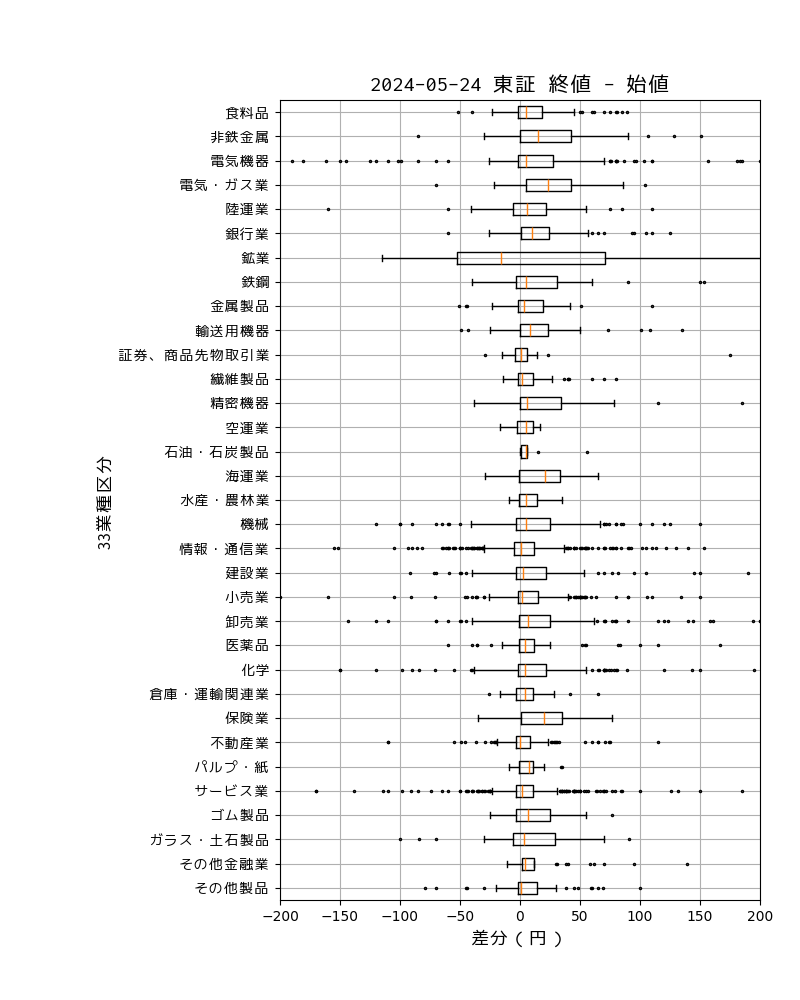 2024-05-24 東証 終値 - 始値
食料品
非鉄金属
電気機器
電気・ガス業
陸運業
銀行業
鉱業
鉄鋼
金属製品
輸送用機器
証券、商品先物取引業
繊維製品
精密機器
空運業
石油・石炭製品
海運業
水産・農林業
機械
情報・通信業
建設業
小売業
卸売業
医薬品
化学
倉庫・運輸関連業
保険業
不動産業
パルプ・紙
サービス業
ゴム製品
ガラス・土石製品
その他金融業
その他製品
33業種区分
−200 −150 −100 −50 0 50 100 150 200
差分 ( 円 )